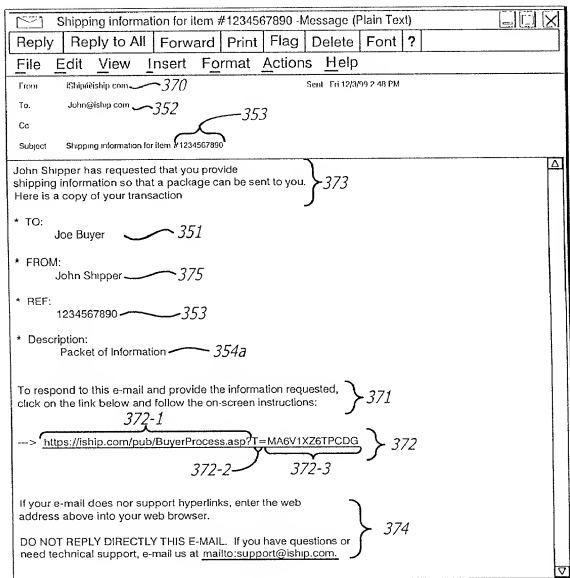 Shipping information for item #1234567890 -Message (Plain Text)
Reply Reply to All Forward Print Flag Delete Font ?
File Edit View Insert Format Actions Help
From iShip@iship com 370 Sent Fri 12/3/99 2 48 PM
To. John@iship com 352
353
Cc
Subject Shipping information for item #1234567890
John Shipper has requested that you provide
shipping information so that a package can be sent to you. 373
Here is a copy of your transaction
* TO:
Joe Buyer 351
* FROM:
John Shipper 375
* REF:
1234567890 353
* Description:
Packet of Information 354a
To respond to this e-mail and provide the information requested,
click on the link below and follow the on-screen instructions: 371
372-1
---> https://iship.com/pub/BuyerProcess.asp?T=MA6V1XZ6TPCDG 372
372-2 372-3
If your e-mail does nor support hyperlinks, enter the web
address above into your web browser.
374
DO NOT REPLY DIRECTLY THIS E-MAIL. If you have questions or
need technical support, e-mail us at mailto:support@iship.com.